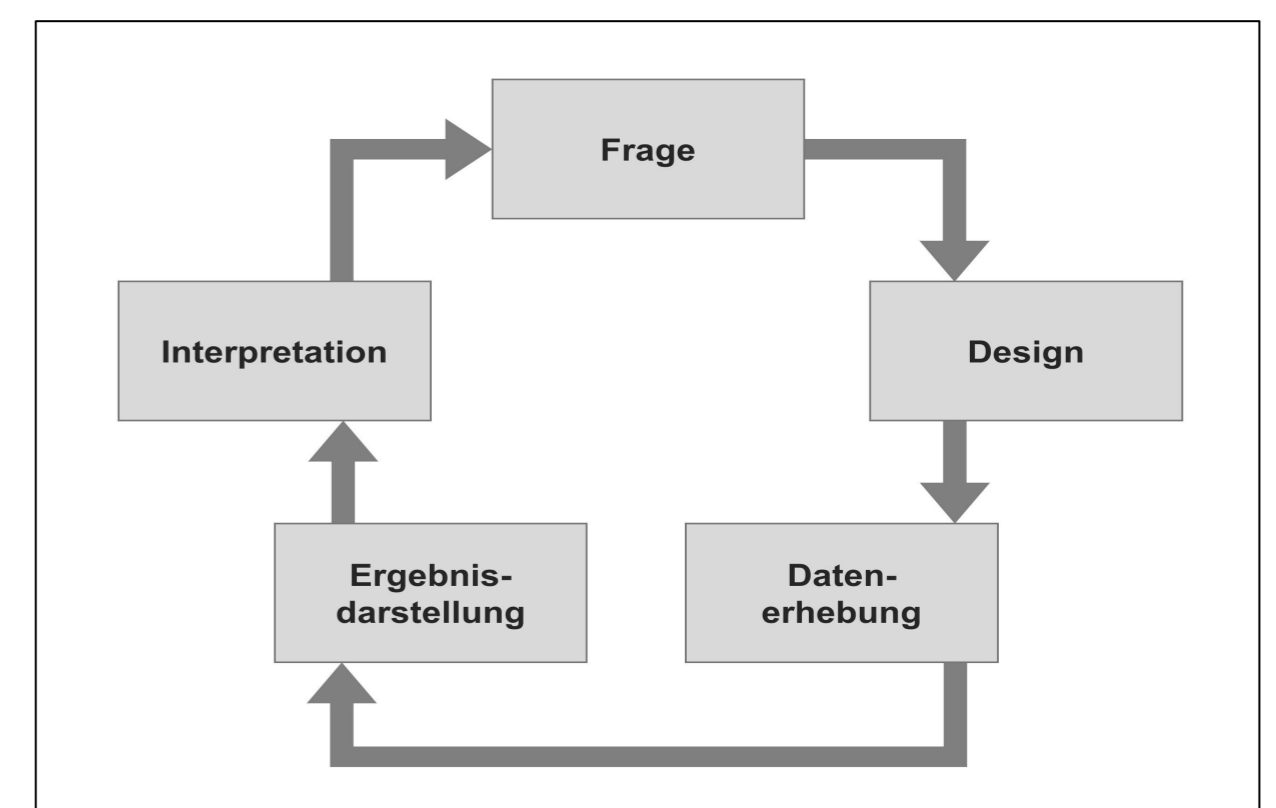 Frage
Interpretation
Design
Ergebnis-
darstellung
Daten-
erhebung